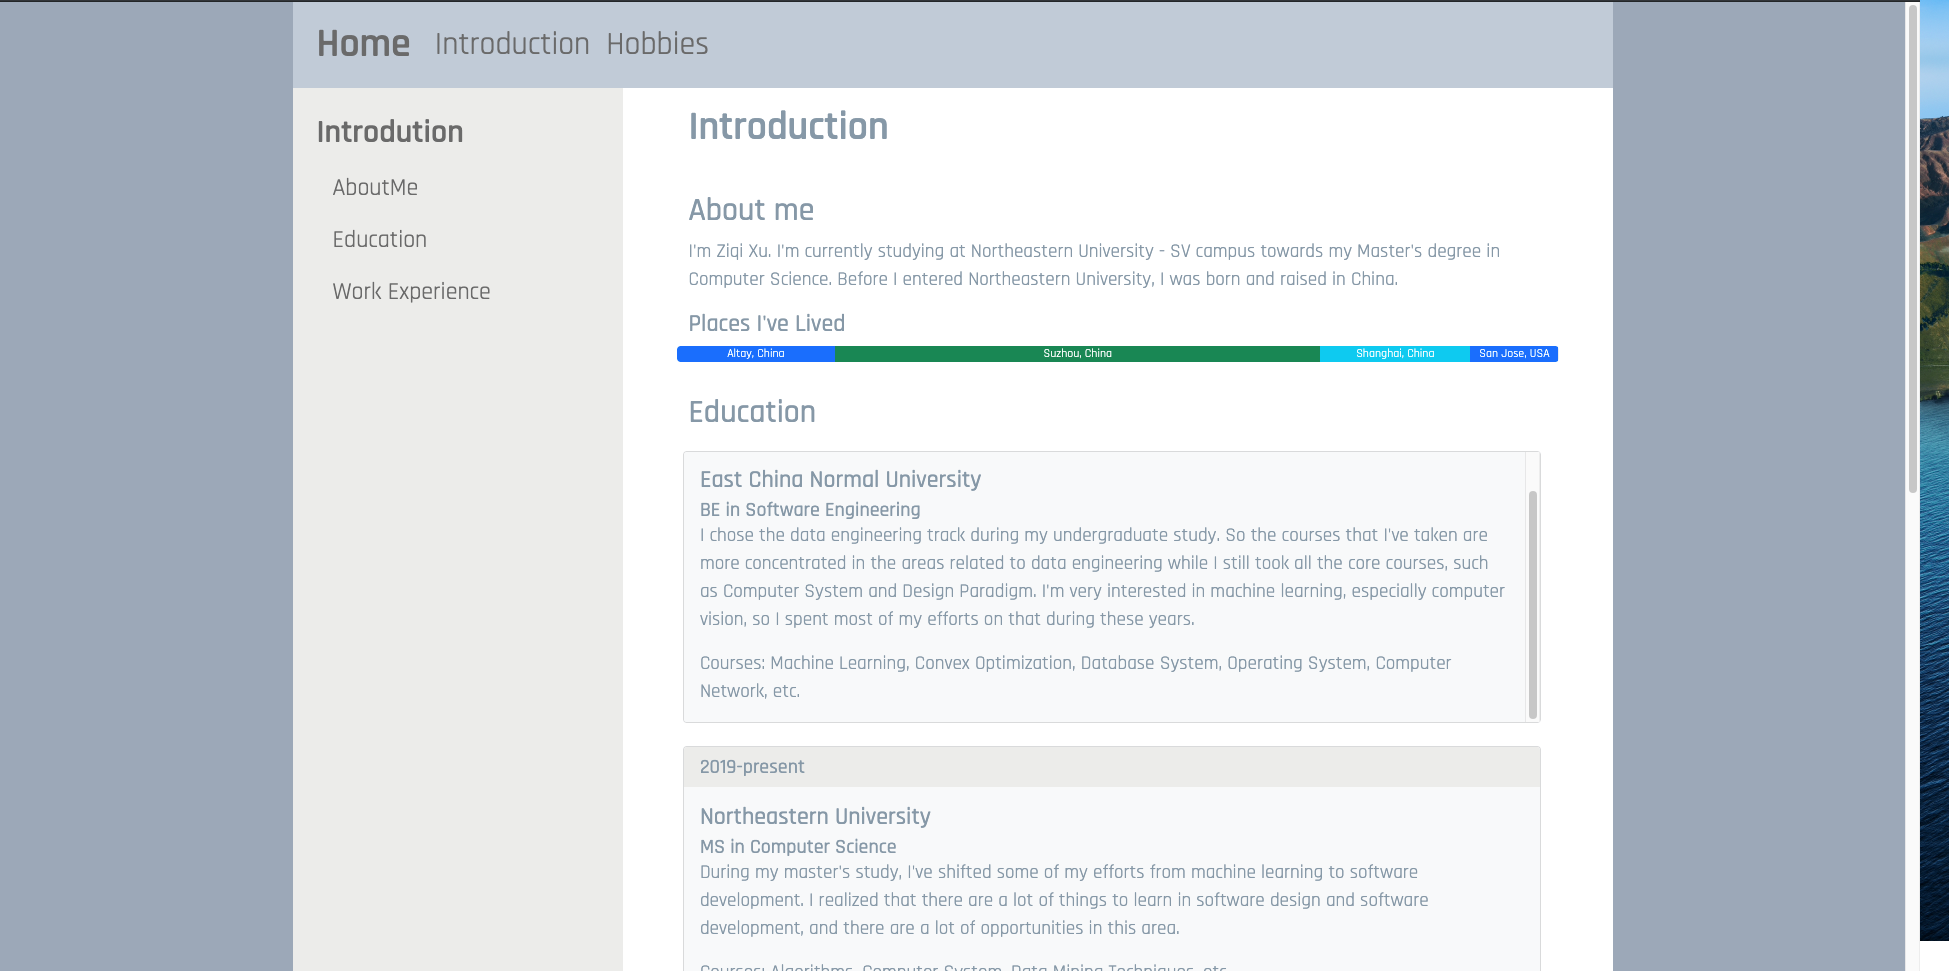 Home Introduction Hobbies
Introdution
AboutMe
Education
Work Experience
Introduction
About me
I'm Ziqi Xu. I'm currently studying at Northeastern University - SV campus towards my Master's degree in
Computer Science. Before I entered Northeastern University, I was born and raised in China.
Places I've Lived
Altay, China Suzhou, China Shanghai, China San Jose, USA
Education
East China Normal University
BE in Software Engineering
I chose the data engineering track during my undergraduate study. So the courses that I've taken are
more concentrated in the areas related to data engineering while I still took all the core courses, such
as Computer System and Design Paradigm. I'm very interested in machine learning, especially computer
vision, so I spent most of my efforts on that during these years.
Courses: Machine Learning, Convex Optimization, Database System, Operating System, Computer
Network, etc.
2019-present
Northeastern University
MS in Computer Science
During my master's study, I've shifted some of my efforts from machine learning to software
development. I realized that there are a lot of things to learn in software design and software
development, and there are a lot of opportunities in this area.
Courses: Algorithms, Computer System, Data Mining Techniques, etc.